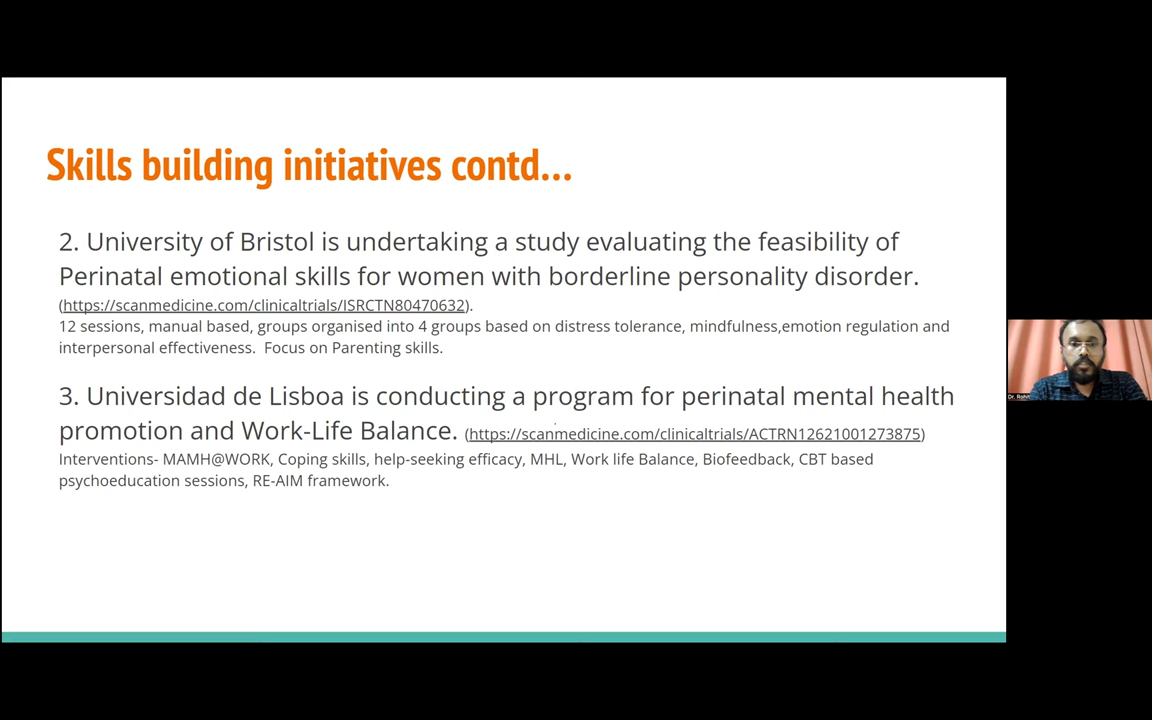 Skills building initiatives contd...
2. University of Bristol is undertaking a study evaluating the feasibility of
Perinatal emotional skills for women with borderline personality disorder.
(https://scanmedicine.com/clinicaltrials/ISRCTN80470632).
12 sessions, manual based, groups organised into 4 groups based on distress tolerance, mindfulness,emotion regulation and
interpersonal effectiveness. Focus on Parenting skills.
3. Universidad de Lisboa is conducting a program for perinatal mental health
promotion and Work-Life Balance. (https://scanmedicine.com/clinicaltrials/ACTRN12621001273875)
Interventions- MAMH@WORK, Coping skills, help-seeking efficacy, MHL, Work life Balance, Biofeedback, CBT based
psychoeducation sessions, RE-AIM framework.
Dr. Rohit